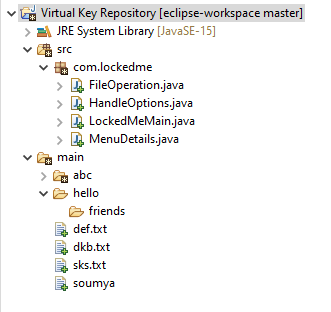 Virtual Key Repository [eclipse-workspace master]
JRE System Library [JavaSE-15]
src
com.lockedme
FileOperation.java
HandleOptions.java
LockedMeMain.java
MenuDetails.java
main
abc
hello
friends
def.txt
dkb.txt
sks.txt
soumya